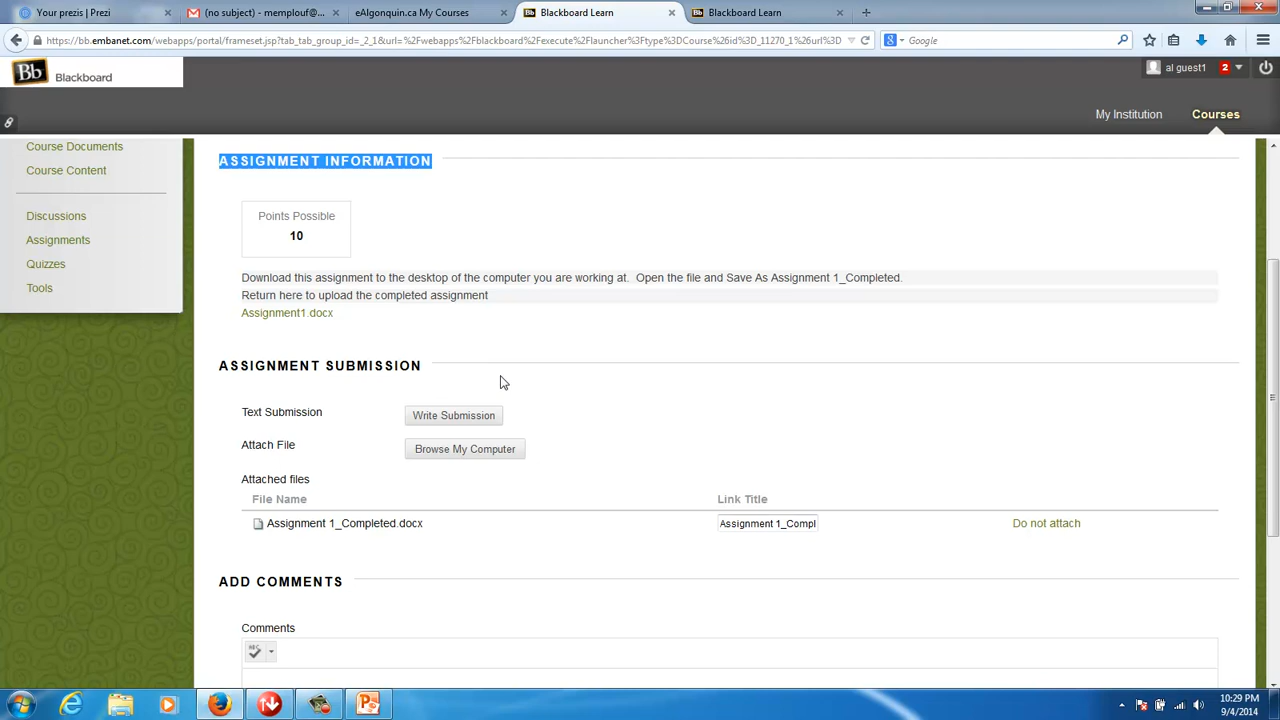 Your prezis | Prezi
(no subject) - memplouf@...
eAlgonquin.ca My Courses
Blackboard Learn
Blackboard Learn
https://bb.embanet.com/webapps/portal/frameset.jsp?tab_tab_group_id=_2_1&url=%2Fwebapps%2Fblackboard%2Fexecute%2Flauncher%3Ftype%3DCourse%26id%3D_11270_1%26url%3D
Google
Bb Blackboard
al guest1 2
My Institution
Courses
Course Documents
Course Content
Discussions
Assignments
Quizzes
Tools
ASSIGNMENT INFORMATION
Points Possible
10
Download this assignment to the desktop of the computer you are working at. Open the file and Save As Assignment 1_Completed.
Return here to upload the completed assignment
Assignment1.docx
ASSIGNMENT SUBMISSION
Text Submission
Write Submission
Attach File
Browse My Computer
Attached files
File Name
Link Title
Assignment 1_Completed.docx
Assignment 1_Compl
Do not attach
ADD COMMENTS
Comments
ABC
10:29 PM
9/4/2014